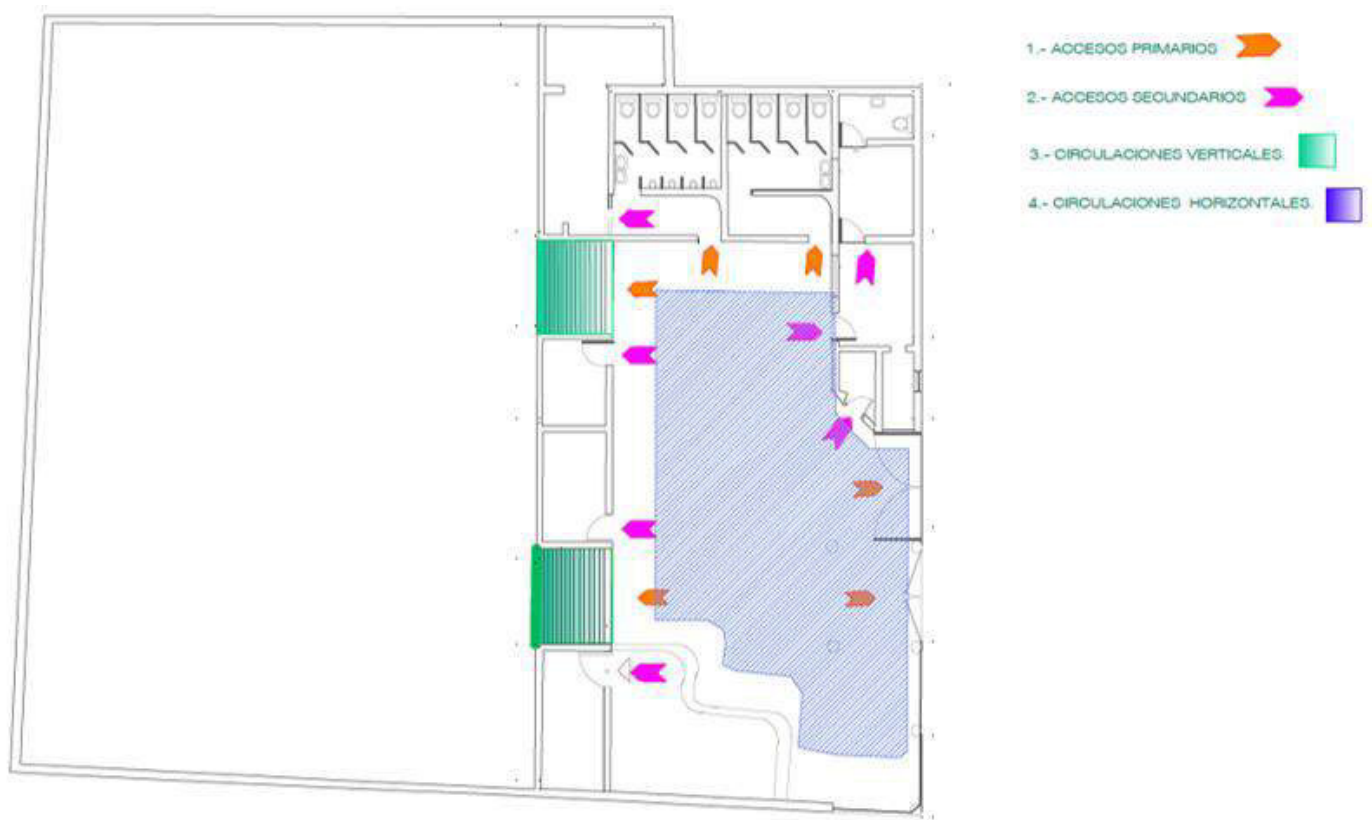 1.- ACCESOS PRIMARIOS
2.- ACCESOS SECUNDARIOS
3.- CIRCULACIONES VERTICALES
4.- CIRCULACIONES HORIZONTALES.